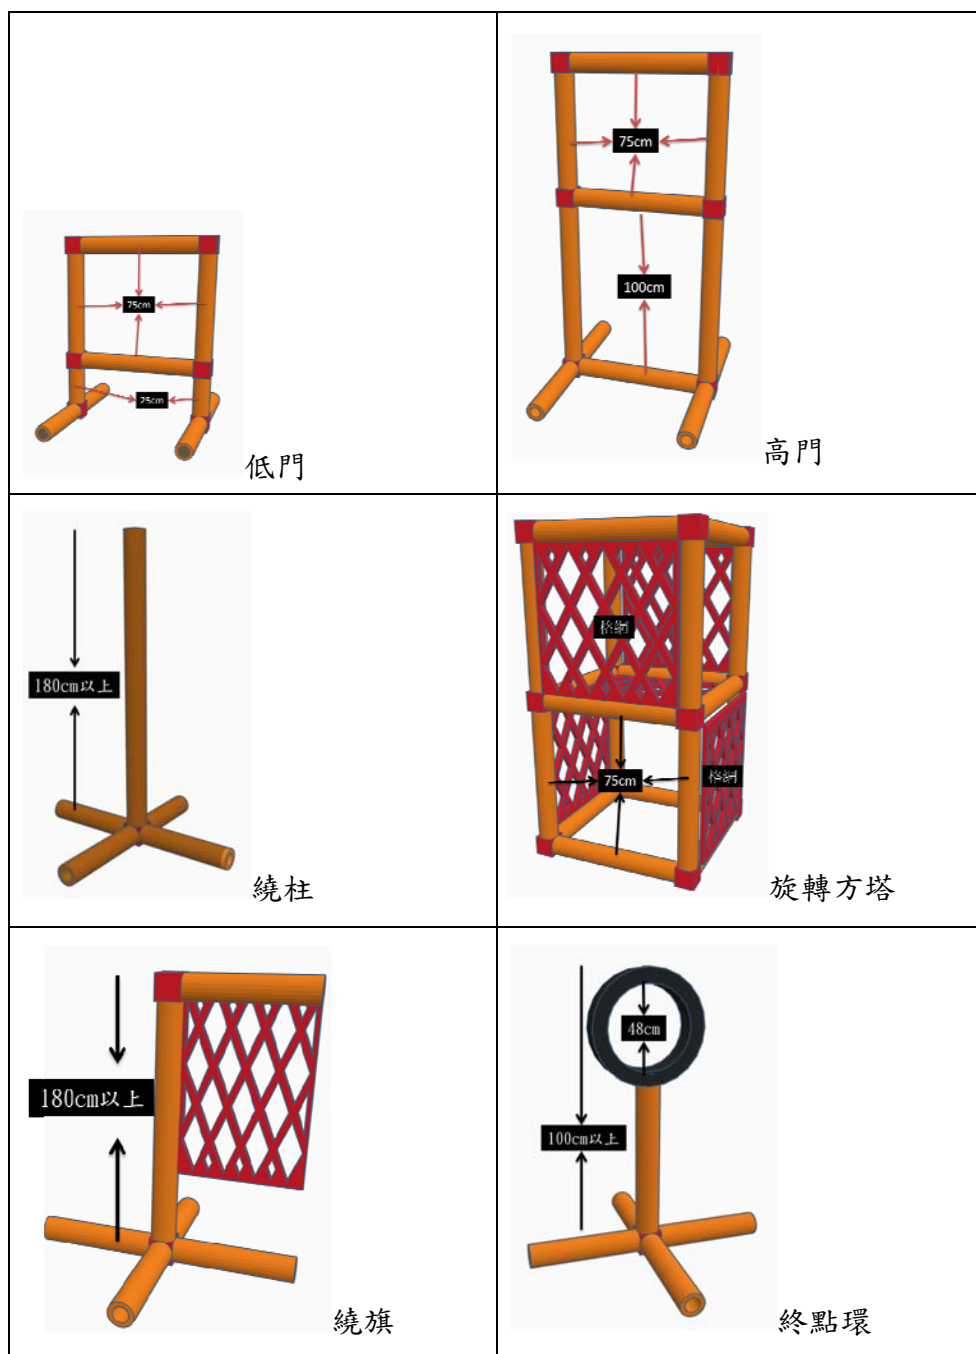 75cm
25cm
低門
75cm
100cm
高門
180cm以上
繞柱
格網
75cm
格網
旋轉方塔
180cm以上
繞旗
48cm
100cm以上
終點環